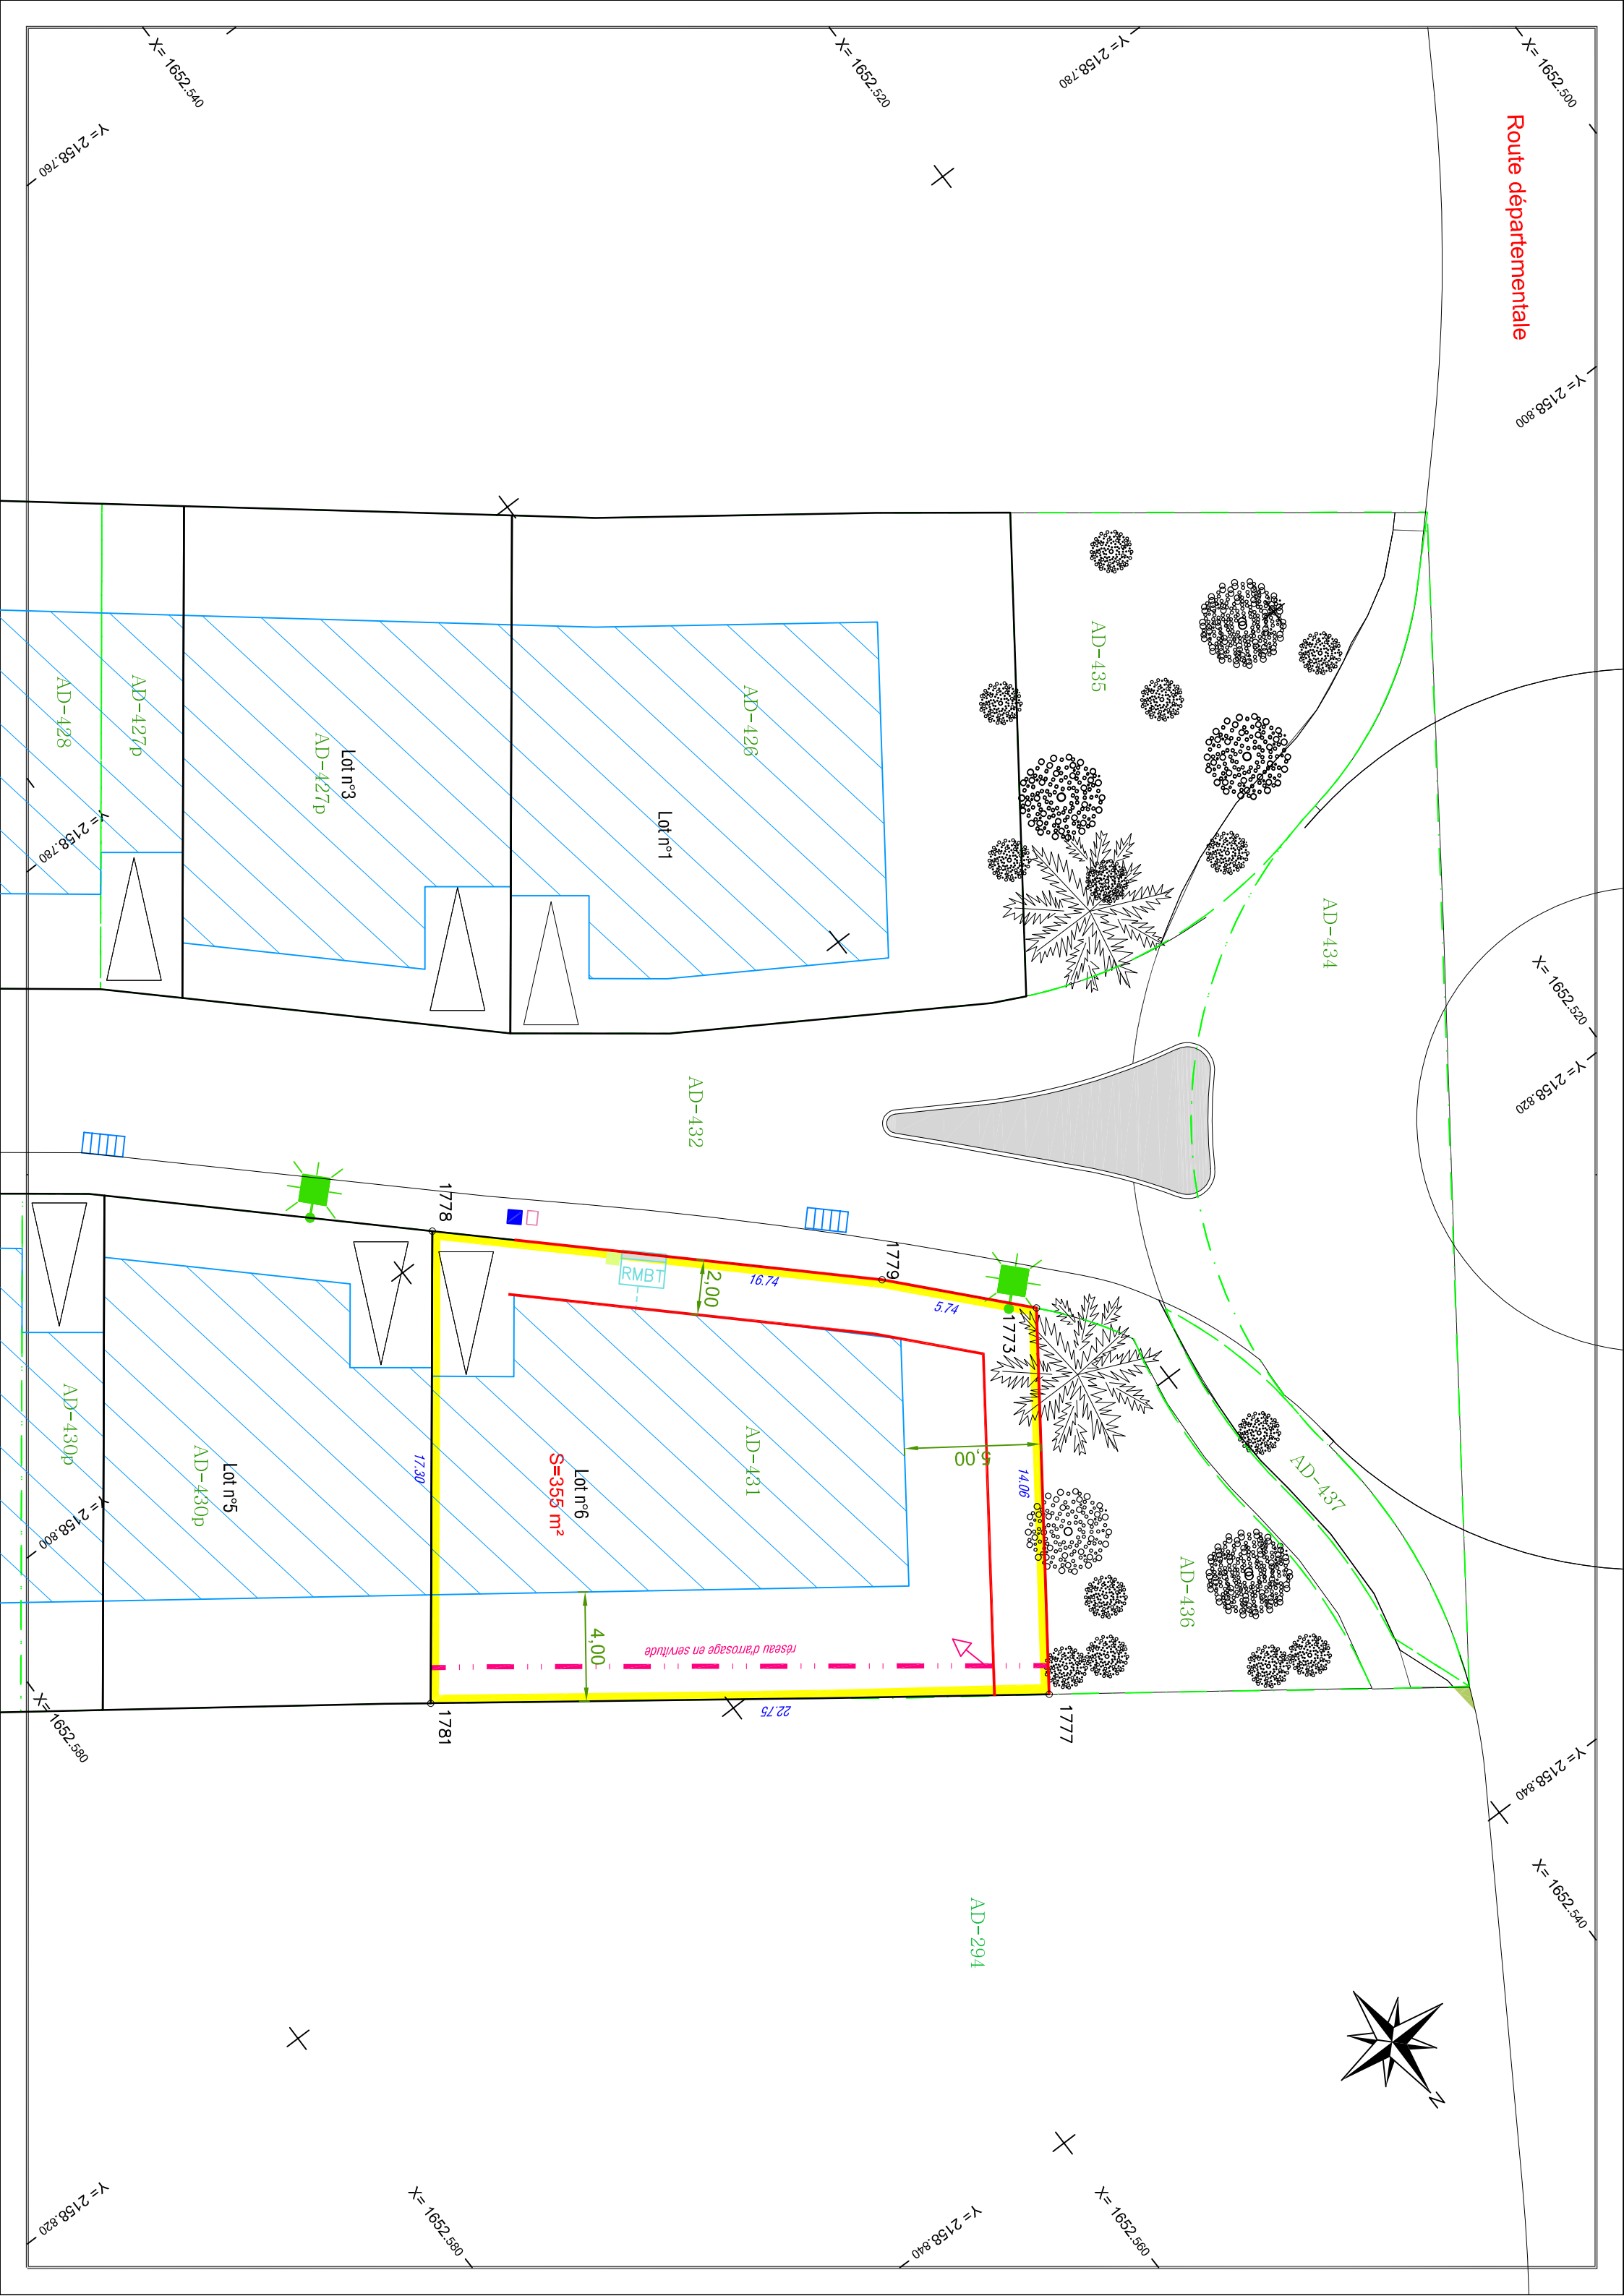 X= 1652.540
X= 1652.520
Y= 2158.780
X= 1652.500
Y= 2158.760
Route départementale
Y= 2158.800
AD-435
AD-428
AD-427p
AD-427p
Lot n°3
AD-426
Lot n°1
Y= 2158.780
AD-434
X= 1652.520
Y= 2158.820
AD-432
1778
1779
RMBT
2,00
16.74
5.74
1773
AD-430p
AD-430p
Lot n°5
17.30
S=355 m²
Lot n°6
AD-431
5,00
14.06
AD-437
Y= 2158.800
AD-436
4,00
réseau d'arrosage en servitude
X= 1652.580
1781
22.75
1777
Y= 2158.840
X= 1652.540
AD-294
N
Y= 2158.820
X= 1652.580
Y= 2158.840
X= 1652.560